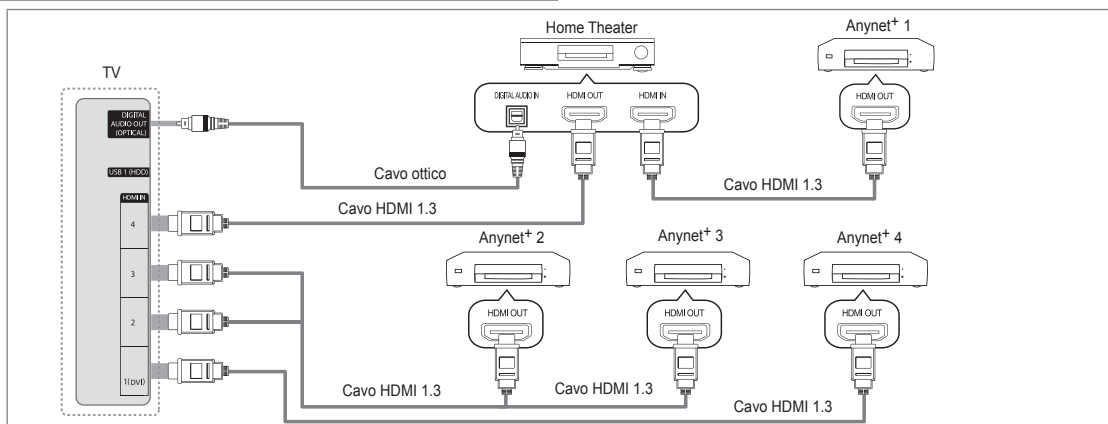 Home Theater
Anynet+ 1
TV
DIGITAL AUDIO IN
HDMI OUT
HDMI IN
HDMI OUT
DIGITAL
AUDIO OUT
(OPTICAL)
USB 1 (HDD)
Cavo ottico
Cavo HDMI 1.3
HDMI IN
Cavo HDMI 1.3
4
Anynet+ 2
Anynet+ 3
Anynet+ 4
3
HDMI OUT
HDMI OUT
HDMI OUT
2
1(DVI)
Cavo HDMI 1.3
Cavo HDMI 1.3
Cavo HDMI 1.3